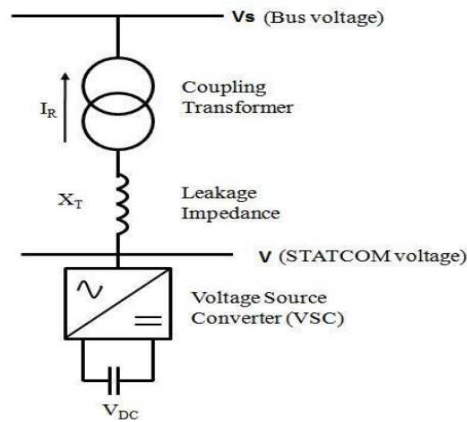 Vs (Bus voltage)
I_R
Coupling
Transformer
X_T
Leakage
Impedance
V (STATCOM voltage)
Voltage Source
Converter (VSC)
V_DC